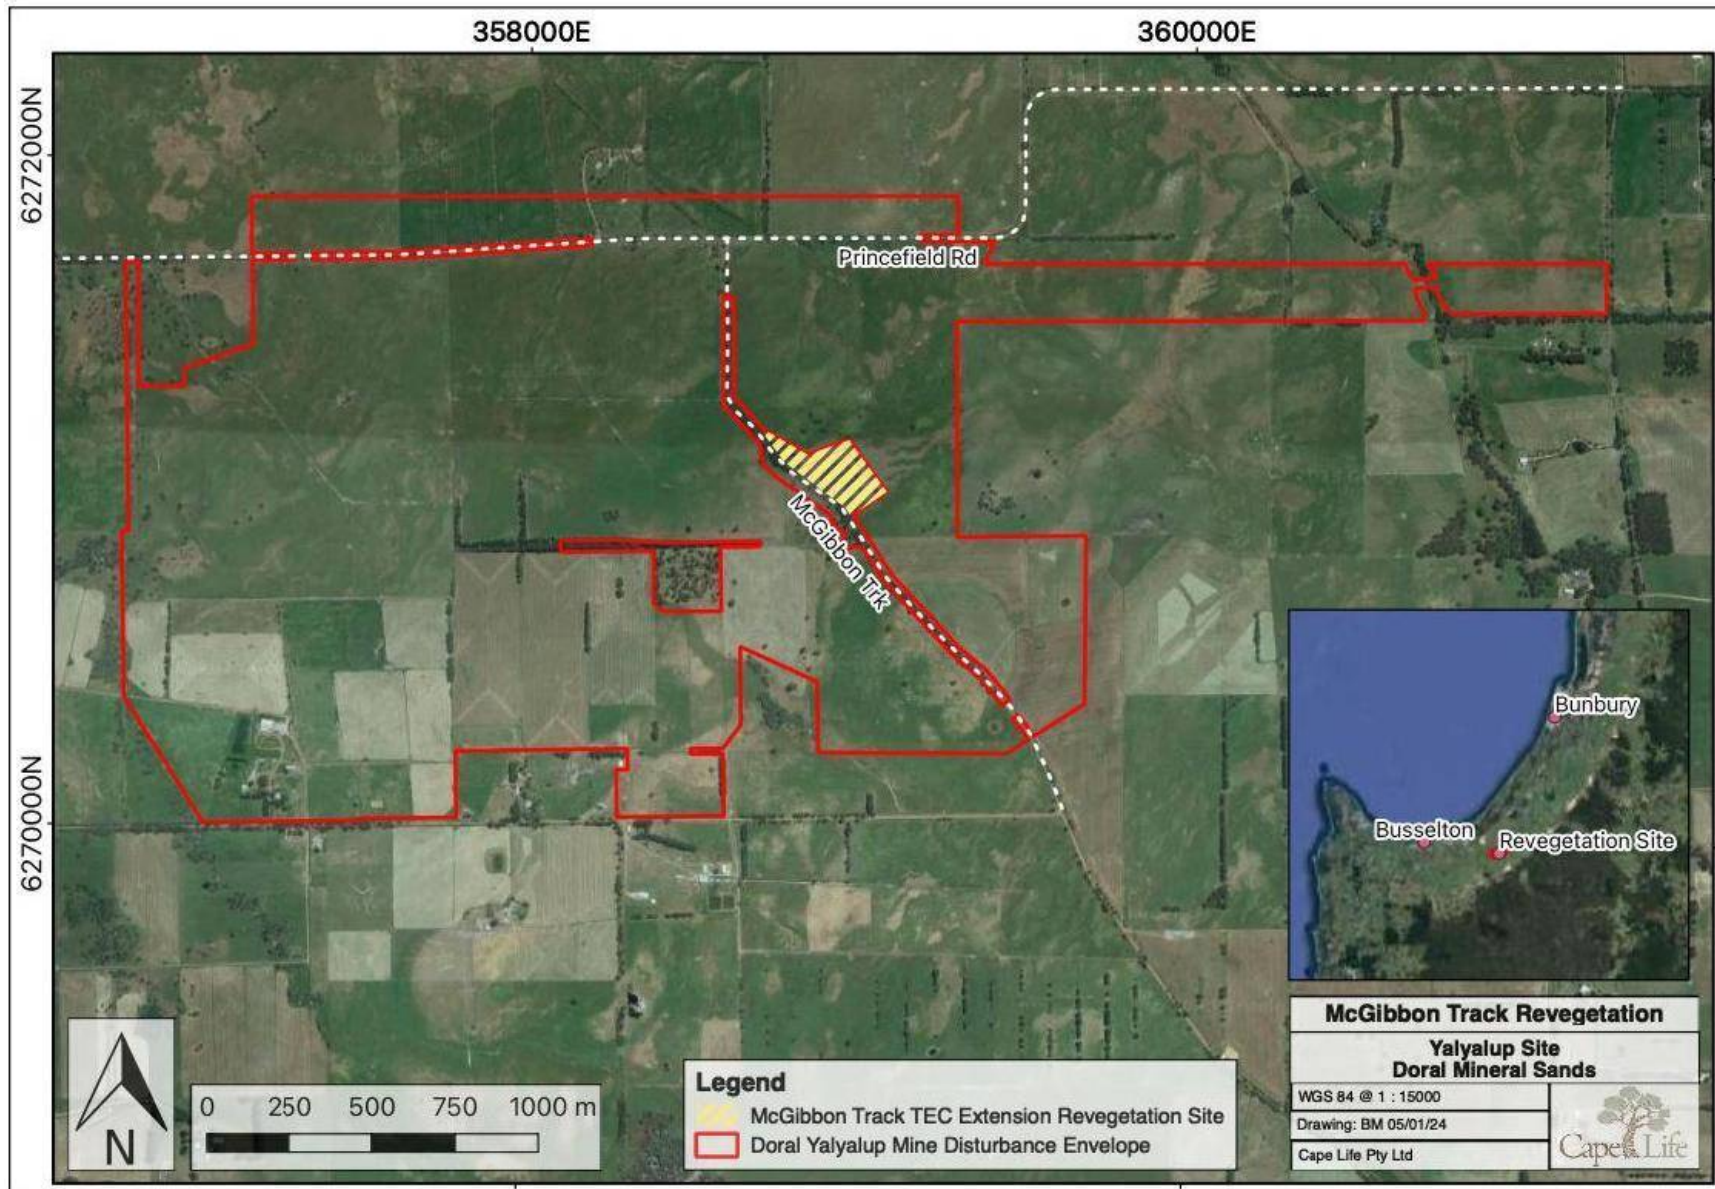 358000E
360000E
6272000N
Princefield Rd
McGibbon Trk
6270000N
Bunbury
Busselton
Revegetation Site
McGibbon Track Revegetation
Yalyalup Site
Doral Mineral Sands
WGS 84 @ 1 : 15000
Drawing: BM 05/01/24
Cape Life Pty Ltd
Cape Life
N
0 250 500 750 1000 m
Legend
McGibbon Track TEC Extension Revegetation Site
Doral Yalyalup Mine Disturbance Envelope